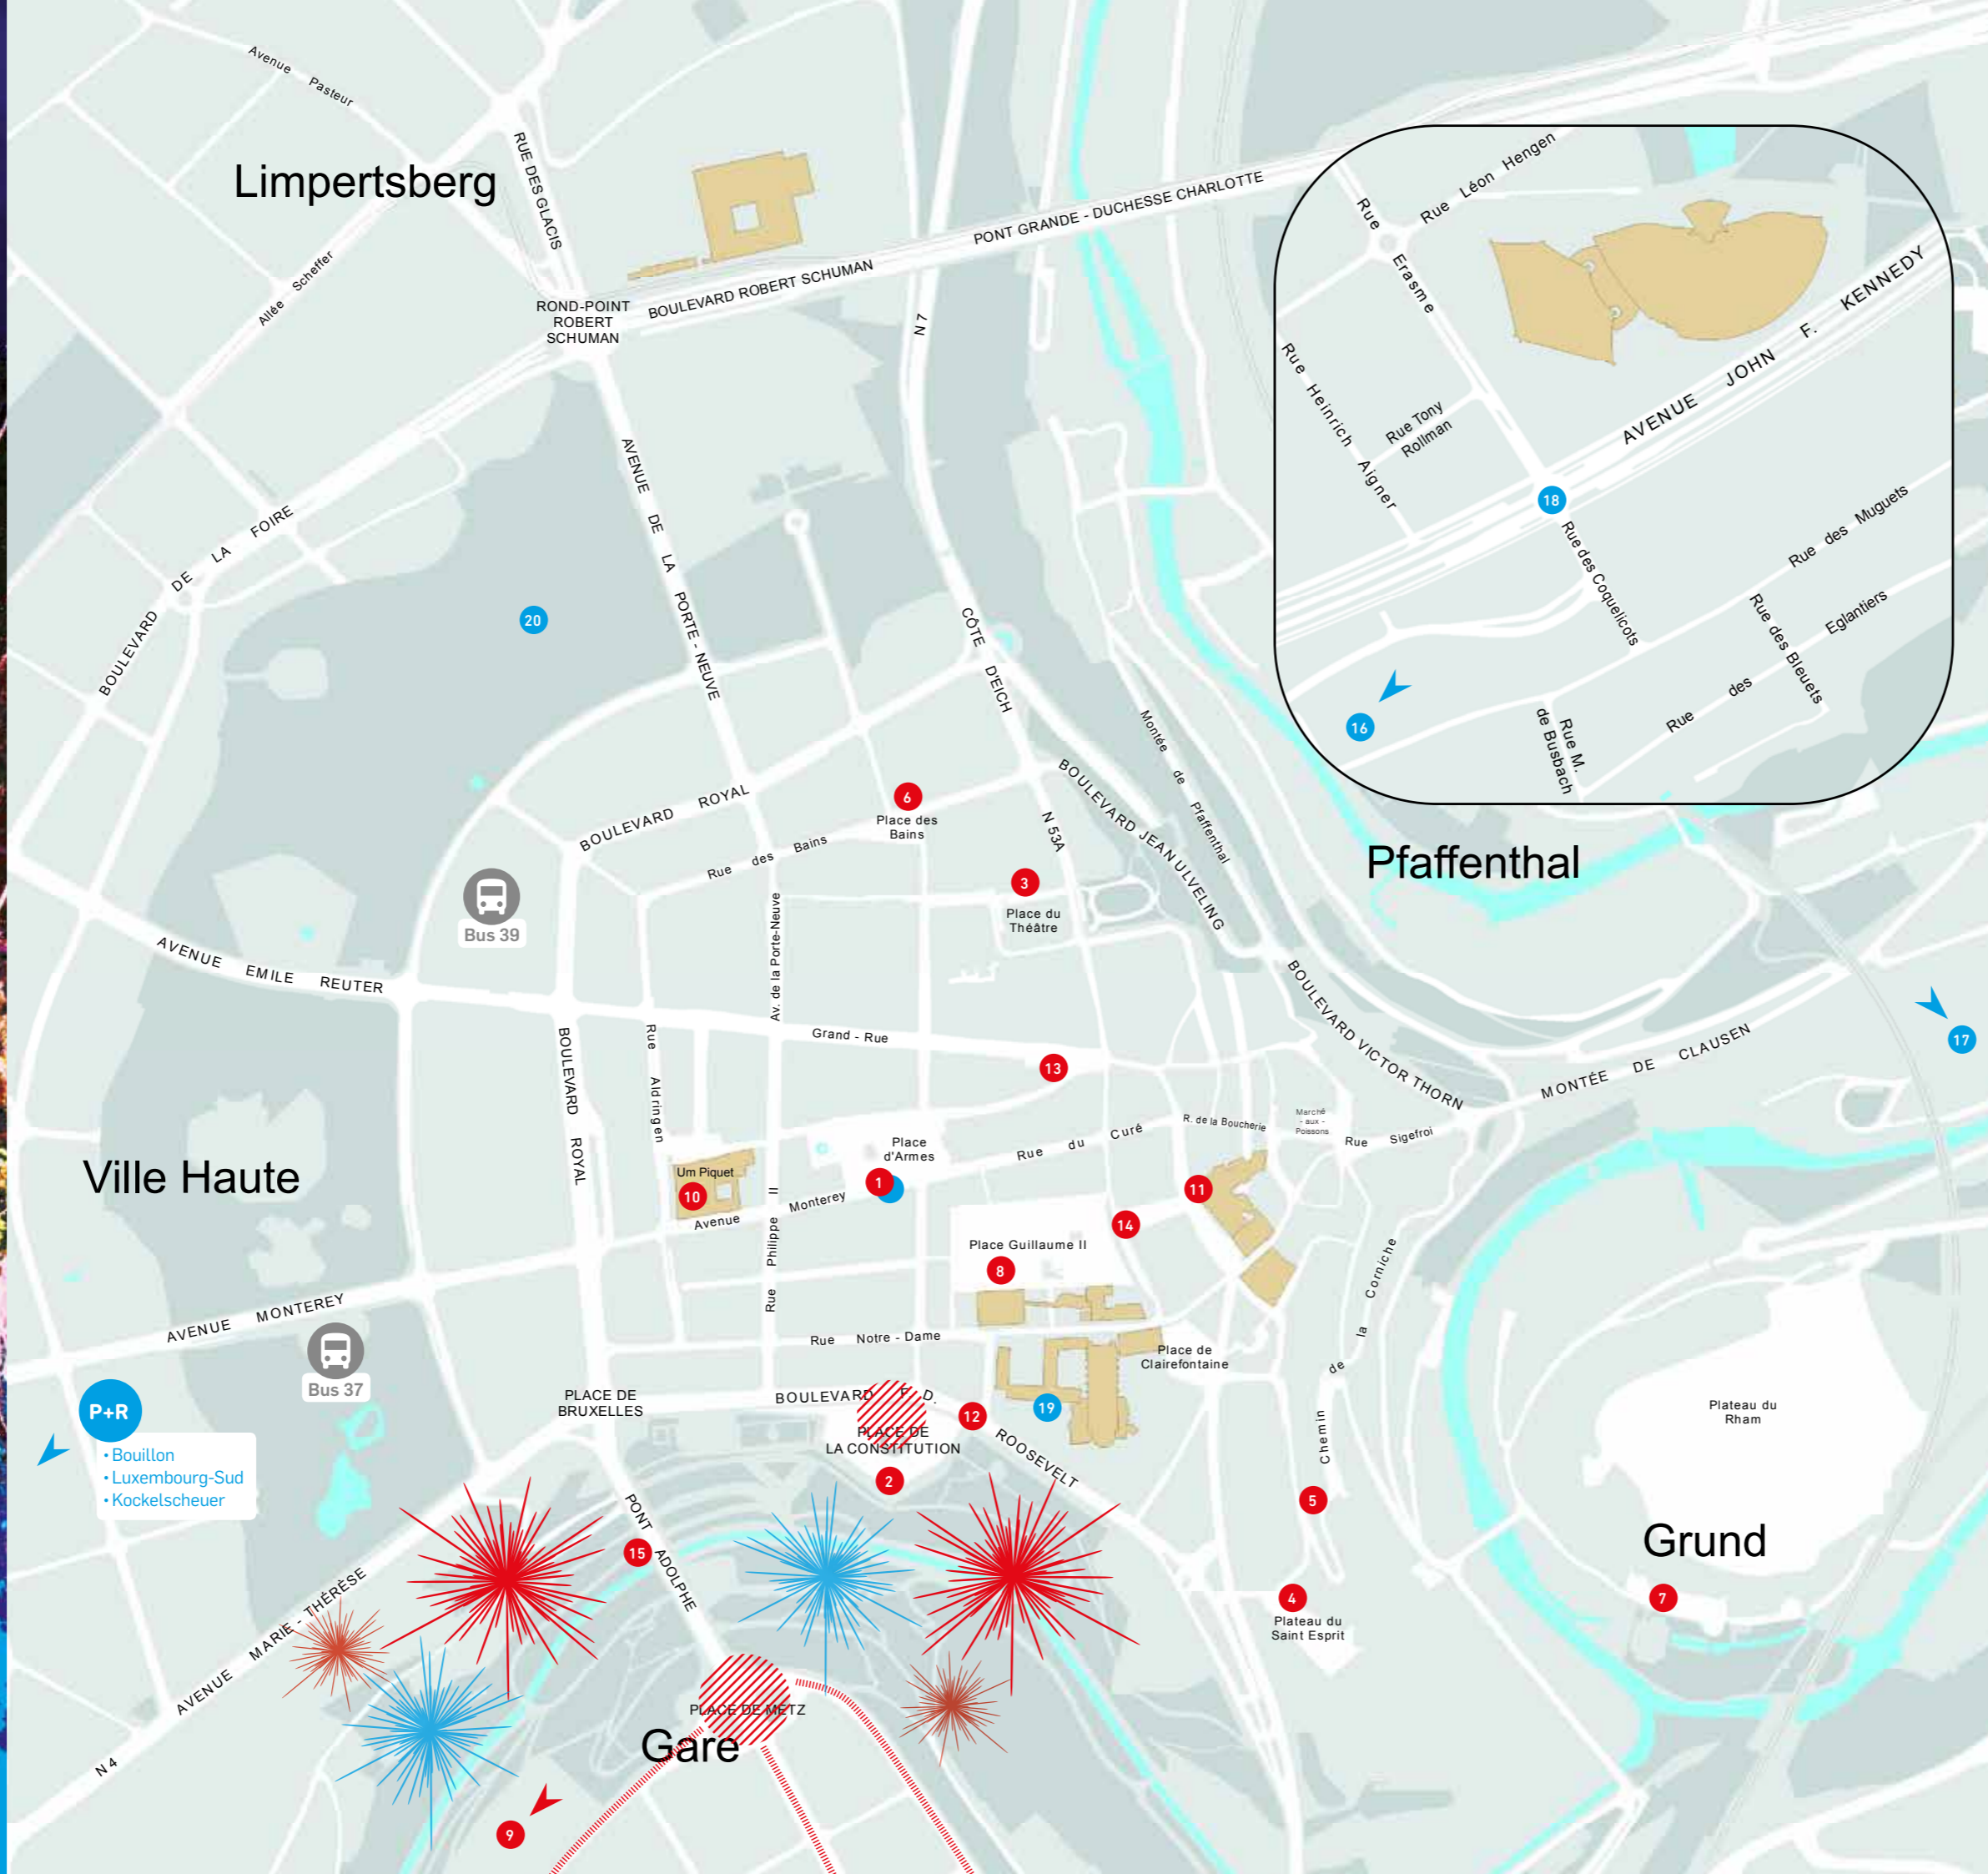 Avenue Pasteur
Limpertsberg
RUE DES GLACIS
Allée Scheffer
ROND-POINT
ROBERT
SCHUMAN
BOULEVARD ROBERT SCHUMAN
PONT GRANDE - DUCHESSE CHARLOTTE
N 7
Rue Léon Hengen
Rue Erasme
AVENUE JOHN F. KENNEDY
Rue Heinrich Aigner
Rue Tony
Rollman
18
Rue des Coquelicots
Rue des Muguets
Rue des Bleuets
Rue des Eglantiers
Rue M.
de Busbach
16
BOULEVARD DE LA FOIRE
AVENUE DE LA PORTE - NEUVE
20
CÔTE D'EICH
Montée de Pfaffenthal
BOULEVARD ROYAL
6
Place des
Bains
Rue des Bains
N 53A
BOULEVARD JEAN ULVELING
Pfaffenthal
3
Place du
Théâtre
Bus 39
Av. de la Porte-Neuve
AVENUE EMILE REUTER
BOULEVARD VICTOR THORN
17
MONTÉE DE CLAUSEN
Grand - Rue
13
BOULEVARD ROYAL
Rue Aldringen
Marché
- aux -
Poissons
R. de la Boucherie
Rue Sigefroi
Rue du Curé
Place
d'Armes
Ville Haute
Um Piquet
10
1
11
Avenue Monterey
14
Rue Philippe II
Place Guillaume II
8
AVENUE MONTEREY
Rue Notre - Dame
Place de
Clairefontaine
Chemin de la Corniche
Bus 37
P+R
• Bouillon
• Luxembourg-Sud
• Kockelscheuer
PLACE DE
BRUXELLES
BOULEVARD F. D. ROOSEVELT
12
19
PLACE DE
LA CONSTITUTION
2
Plateau du
Rham
5
Grund
15
PONT ADOLPHE
4
Plateau du
Saint Esprit
7
AVENUE MARIE - THÉRÈSE
PLACE DE METZ
Gare
N 4
9